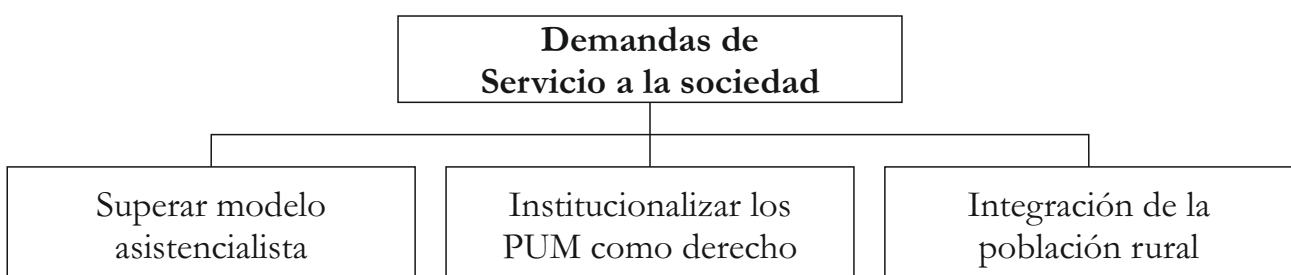 Demandas de
Servicio a la sociedad
Superar modelo
asistencialista
Institucionalizar los
PUM como derecho
Integración de la
población rural